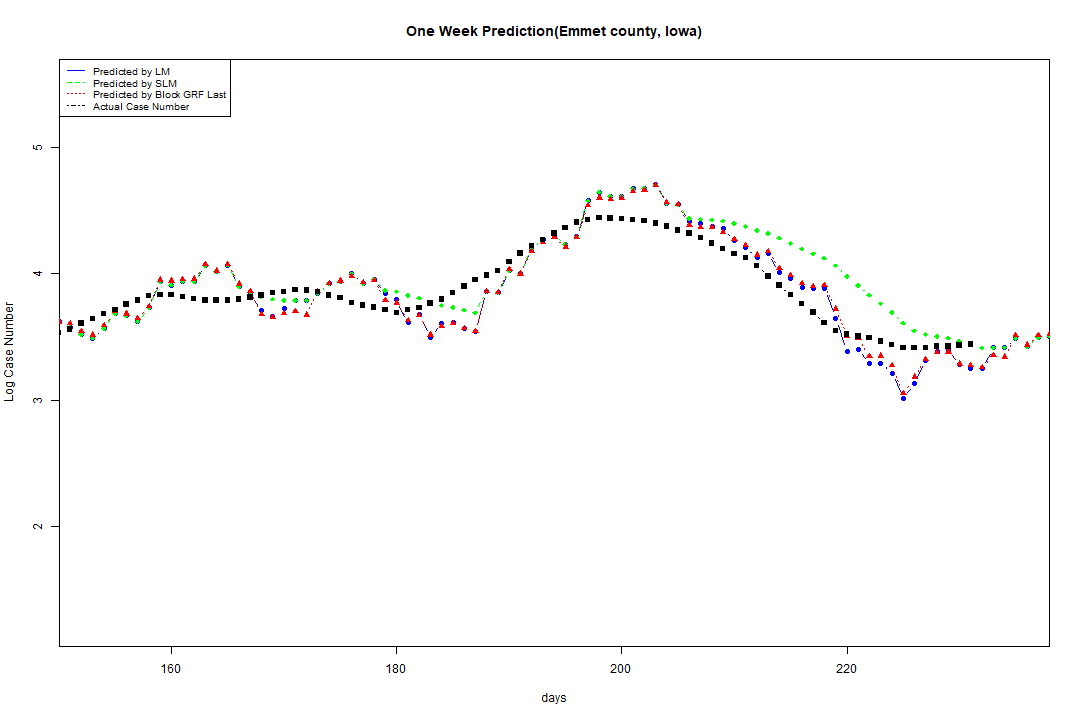 One Week Prediction(Emmet county, Iowa)
Predicted by LM
Predicted by SLM
Predicted by Block GRF Last
Actual Case Number
5
4
3
2
Log Case Number
160
180
200
220
days